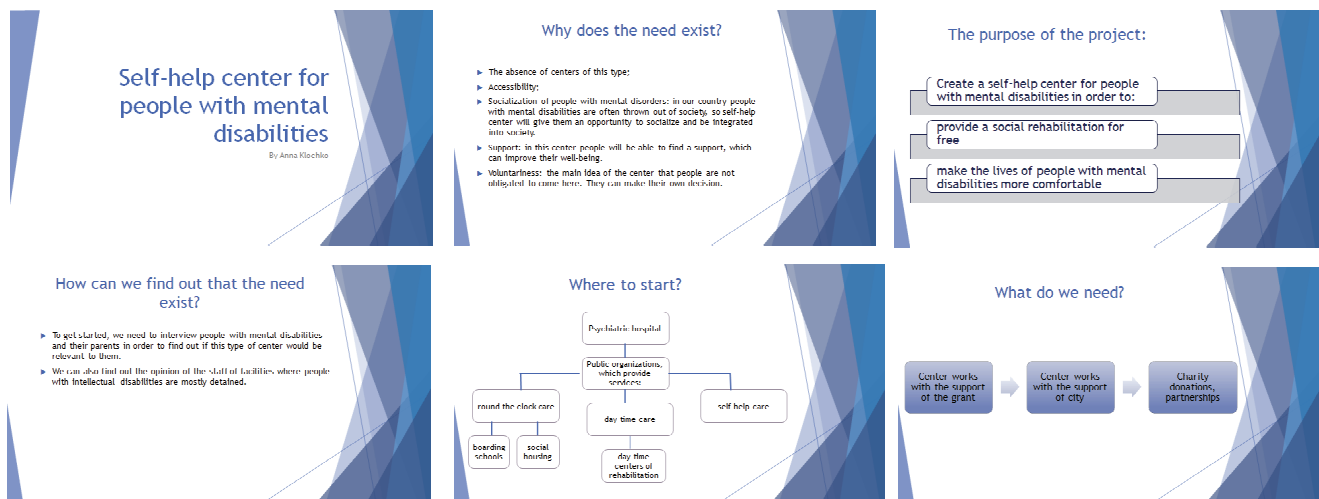 Self-help center for
people with mental
disabilities
By Anna Klochko
Why does the need exist?
The absence of centers of this type;
Accessibility;
Socialization of people with mental disorders: in our country people
with mental disabilities are often thrown out of society, so self-help
center will give them an opportunity to socialize and be integrated
into society.
Support: in this center people will be able to find a support, which
can improve their well-being.
Voluntariness: the main idea of the center that people are not
obligated to come here. They can make their own decision.
The purpose of the project:
Create a self-help center for people
with mental disabilities in order to:
provide a social rehabilitation for
free
make the lives of people with mental
disabilities more comfortable
How can we find out that the need
exist?
To get started, we need to interview people with mental disabilities
and their parents in order to find out if this type of center would be
relevant to them.
We can also find out the opinion of the staff of facilities where people
with intellectual disabilities are mostly detained.
Where to start?
Psychiatric hospital
Public organizations,
which provide
services:
round the clock care
day time care
self help care
boarding
schools
social
housing
day time
centers of
rehabilitation
What do we need?
Center works
with the support
of the grant
Center works
with the support
of city
Charity
donations,
partnerships